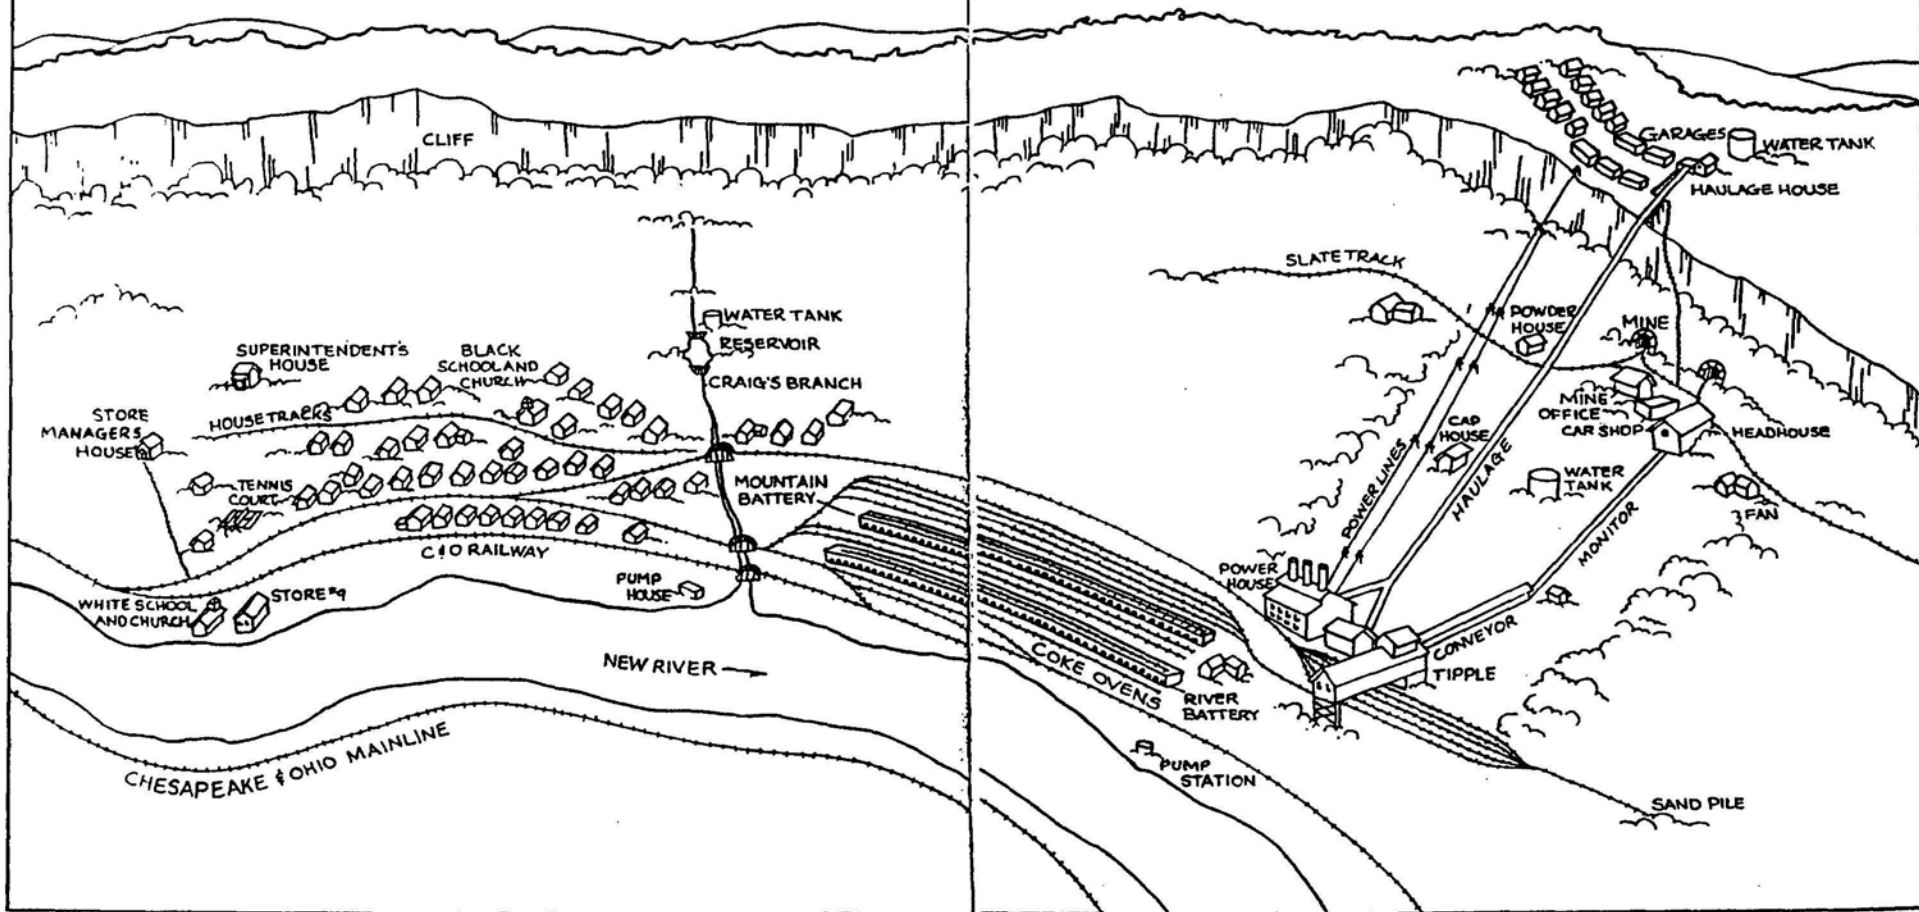 CLIFF
GARAGES
WATER TANK
HAULAGE HOUSE
SLATE TRACK
WATER TANK
RESERVOIR
CRAIG'S BRANCH
SUPERINTENDENT'S
HOUSE
BLACK
SCHOOL AND
CHURCH
HOUSE TRACKS
STORE
MANAGERS
HOUSE
TENNIS
COURT
MOUNTAIN
BATTERY
C&O RAILWAY
PUMP
HOUSE
WHITE SCHOOL
AND CHURCH
STORE #9
NEW RIVER
CHESAPEAKE & OHIO MAINLINE
POWDER
HOUSE
MINE
MINE
OFFICE
CAR SHOP
HEADHOUSE
CAP
HOUSE
POWER LINES
HAULAGE
WATER
TANK
FAN
MONITOR
POWER
HOUSE
CONVEYOR
TIPPLE
COKE OVENS
RIVER
BATTERY
PUMP
STATION
SAND PILE